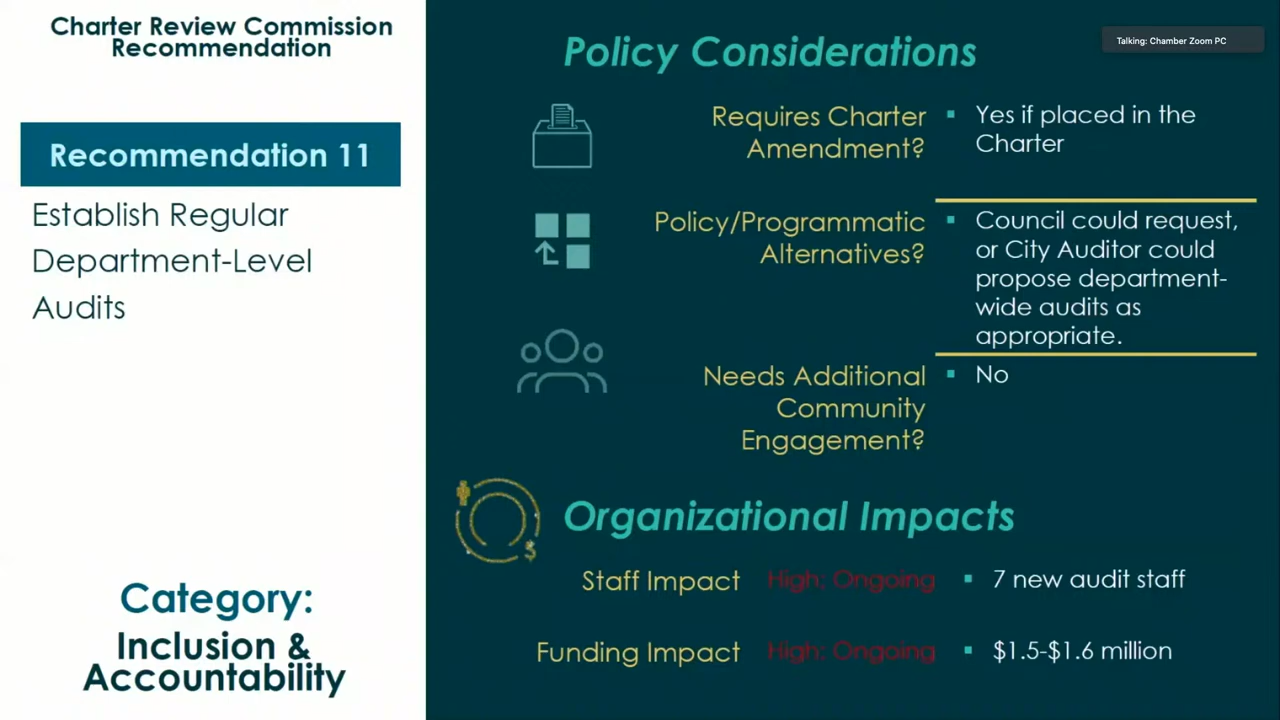 Charter Review Commission
Recommendation
Recommendation 11
Establish Regular
Department-Level
Audits
Category:
Inclusion &
Accountability
Policy Considerations
Talking: Chamber Zoom PC
Requires Charter
Amendment?
▪ Yes if placed in the
Charter
Policy/Programmatic
Alternatives?
▪ Council could request,
or City Auditor could
propose department-
wide audits as
appropriate.
Needs Additional
Community
Engagement?
▪ No
$
Organizational Impacts
Staff Impact High; Ongoing ▪ 7 new audit staff
Funding Impact High; Ongoing ▪ $1.5-$1.6 million